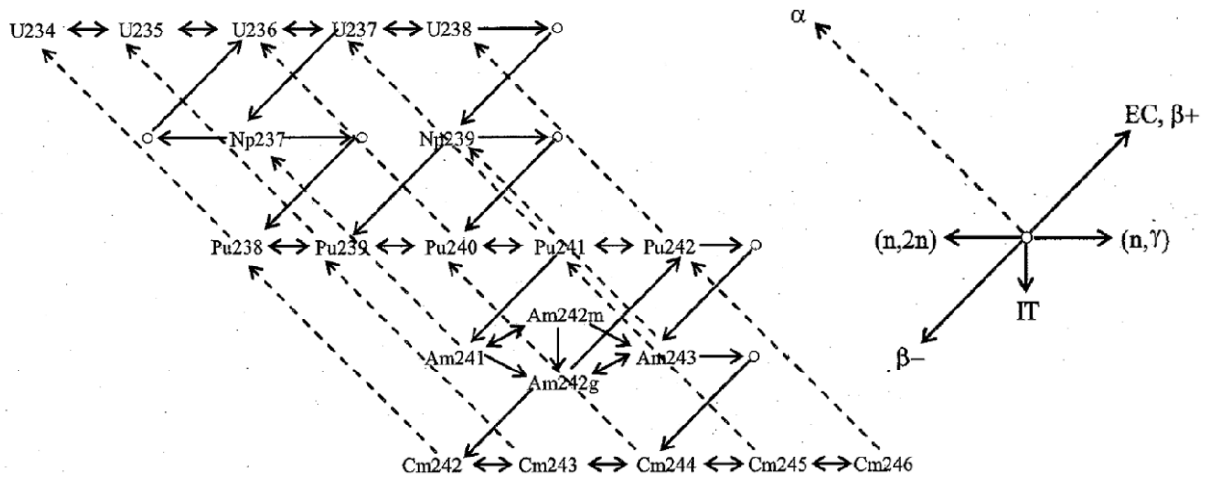 U234 U235 U236 U237 U238
α
EC, β+
Np237 Np239
(n,2n) (n,γ)
Pu238 Pu239 Pu240 Pu241 Pu242
IT
Am242m
Am241 Am243
β−
Am242g
Cm242 Cm243 Cm244 Cm245 Cm246